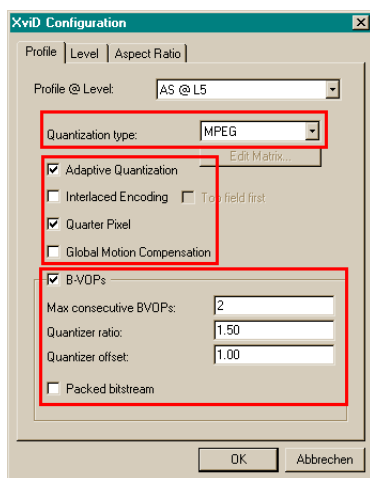 XviD Configuration
Profile Level Aspect Ratio
Profile @ Level: AS @ L5
Quantization type: MPEG
Edit Matrix...
Adaptive Quantization
Interlaced Encoding Top field first
Quarter Pixel
Global Motion Compensation
B-VOPs
Max consecutive BVOPs: 2
Quantizer ratio: 1.50
Quantizer offset: 1.00
Packed bitstream
OK Abbrechen